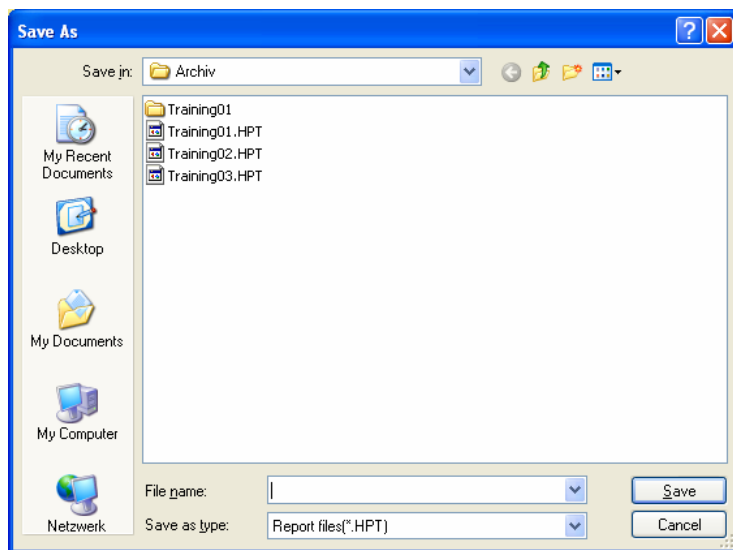 Save As
Save in: Archiv
Training01
Training01.HPT
Training02.HPT
Training03.HPT
My Recent
Documents
Desktop
My Documents
My Computer
Netzwerk
File name:
Save
Save as type: Report files(*.HPT)
Cancel